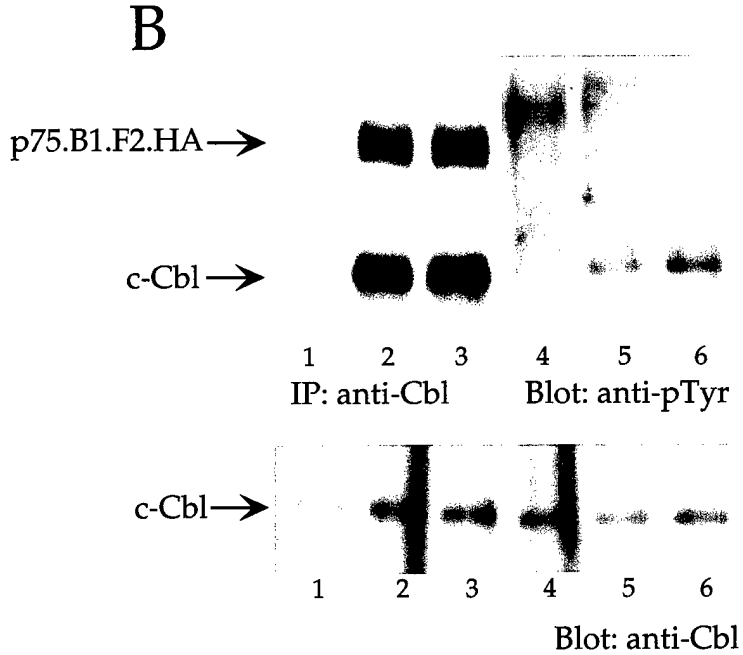 B
p75.B1.F2.HA
c-Cbl
1 2 3 4 5 6
IP: anti-Cbl Blot: anti-pTyr
c-Cbl
1 2 3 4 5 6
Blot: anti-Cbl